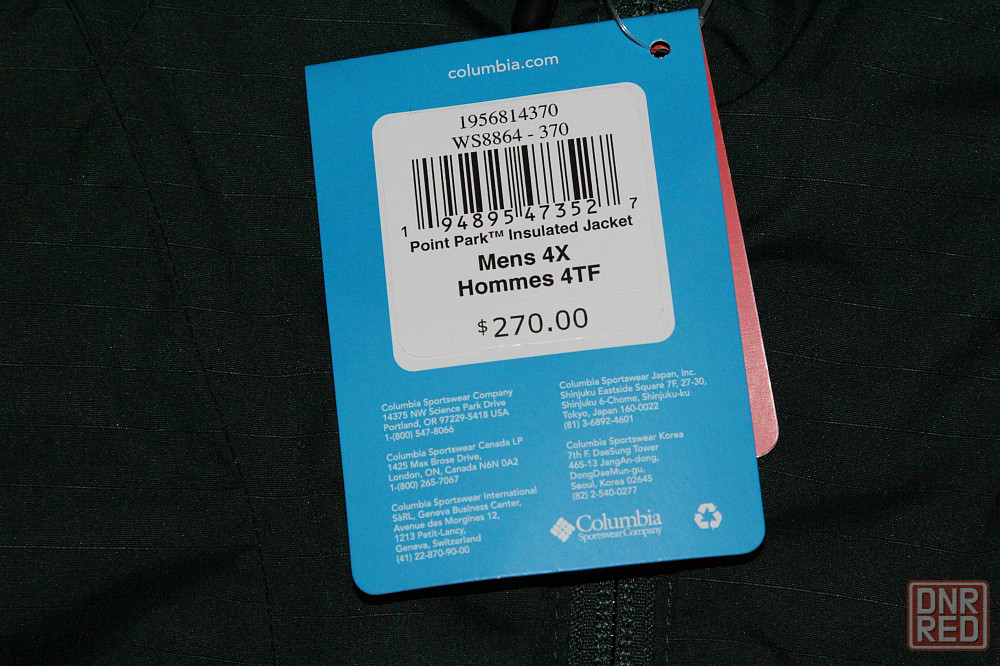 columbia.com
1956814370
WS8864 - 370
1 94895 47352 7
Point Park™ Insulated Jacket
Mens 4X
Hommes 4TF
$270.00
Columbia Sportswear Company
14375 NW Science Park Drive
Portland, OR 97229-5418 USA
1-(800) 547-8066
Columbia Sportswear Canada LP
1425 Max Brose Drive,
London, ON, Canada N6N 0A2
1-(800) 265-7067
Columbia Sportswear International
SàRL, Geneva Business Center,
Avenue des Morgines 12,
1213 Petit-Lancy,
Geneva, Switzerland
(41) 22-870-90-00
Columbia Sportswear Japan, Inc.
Shinjuku Eastside Square 7F, 27-30,
Shinjuku 6-Chome, Shinjuku-ku
Tokyo, Japan 160-0022
(81) 3-6892-4601
Columbia Sportswear Korea
7th F. DaeSung Tower
465-13 JangAn-dong,
DongDaeMun-gu,
Seoul, Korea 02645
(82) 2-540-0277
Columbia
Sportswear Company
DNR
RED